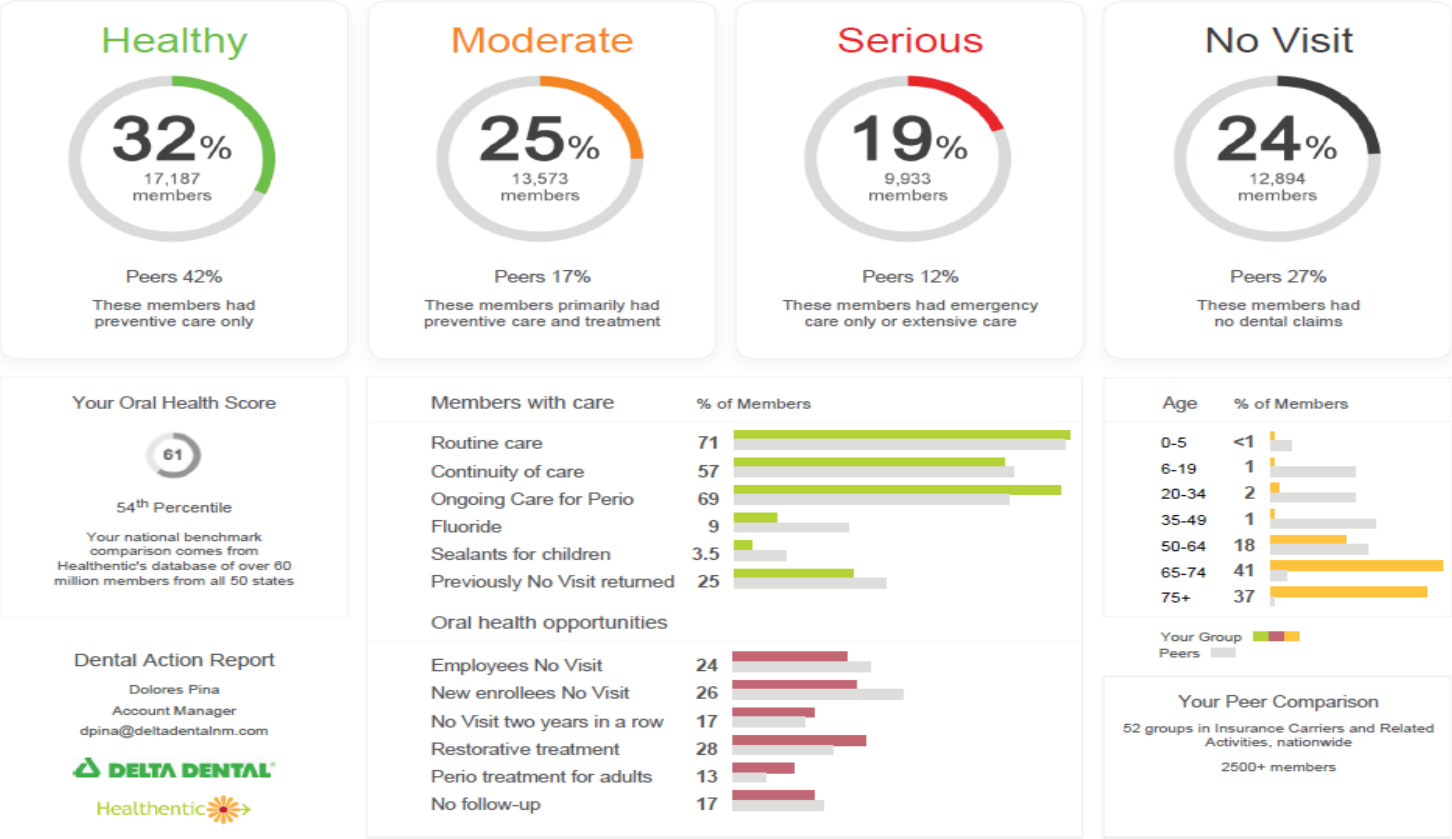 Healthy
32%
17,187
members
Peers 42%
These members had
preventive care only
Moderate
25%
13,573
members
Peers 17%
These members primarily had
preventive care and treatment
Serious
19%
9,933
members
Peers 12%
These members had emergency
care only or extensive care
No Visit
24%
12,894
members
Peers 27%
These members had
no dental claims
Your Oral Health Score
61
54th Percentile
Your national benchmark
comparison comes from
Healthentic's database of over 60
million members from all 50 states
Dental Action Report
Dolores Pina
Account Manager
dpina@deltadentalnm.com
DELTA DENTAL®
Healthentic
Members with care % of Members
Routine care 71
Continuity of care 57
Ongoing Care for Perio 69
Fluoride 9
Sealants for children 3.5
Previously No Visit returned 25
Oral health opportunities
Employees No Visit 24
New enrollees No Visit 26
No Visit two years in a row 17
Restorative treatment 28
Perio treatment for adults 13
No follow-up 17
Age % of Members
0-5 <1
6-19 1
20-34 2
35-49 1
50-64 18
65-74 41
75+ 37
Your Group
Peers
Your Peer Comparison
52 groups in Insurance Carriers and Related
Activities, nationwide
2500+ members